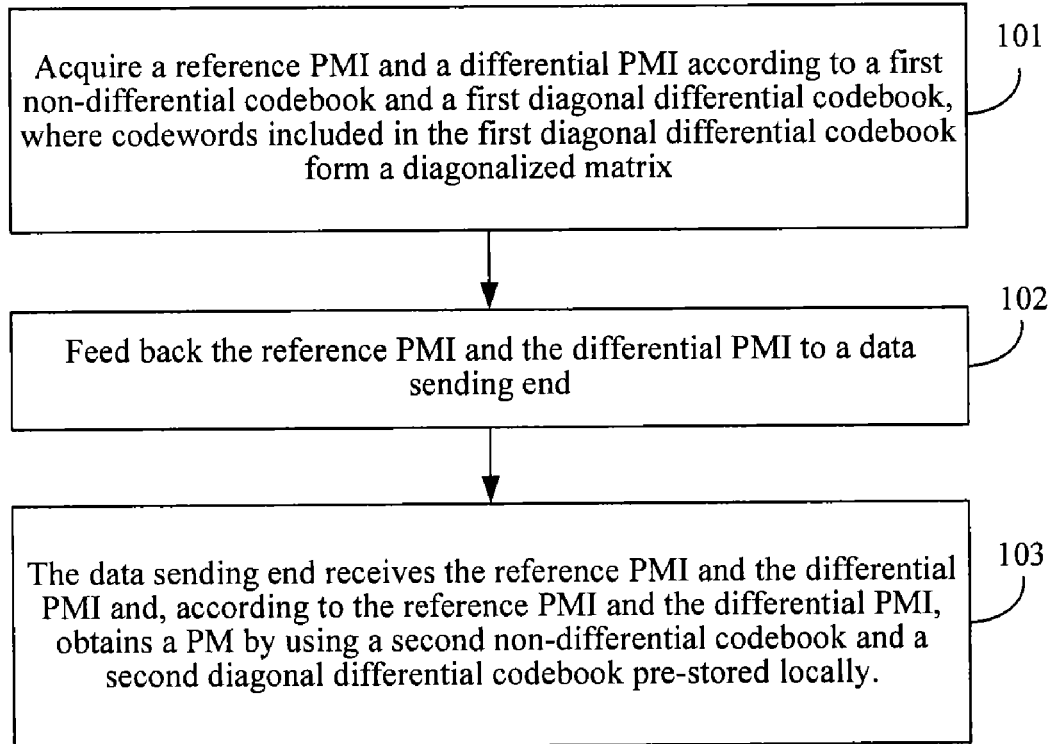 101
Acquire a reference PMI and a differential PMI according to a first
non-differential codebook and a first diagonal differential codebook,
where codewords included in the first diagonal differential codebook
form a diagonalized matrix
102
Feed back the reference PMI and the differential PMI to a data
sending end
103
The data sending end receives the reference PMI and the differential
PMI and, according to the reference PMI and the differential PMI,
obtains a PM by using a second non-differential codebook and a
second diagonal differential codebook pre-stored locally.